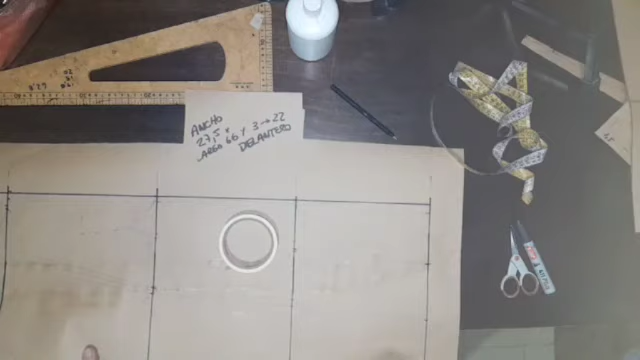 ANCHO
27,5 x
LARGO 66 y 3 → 22
DELANTERO